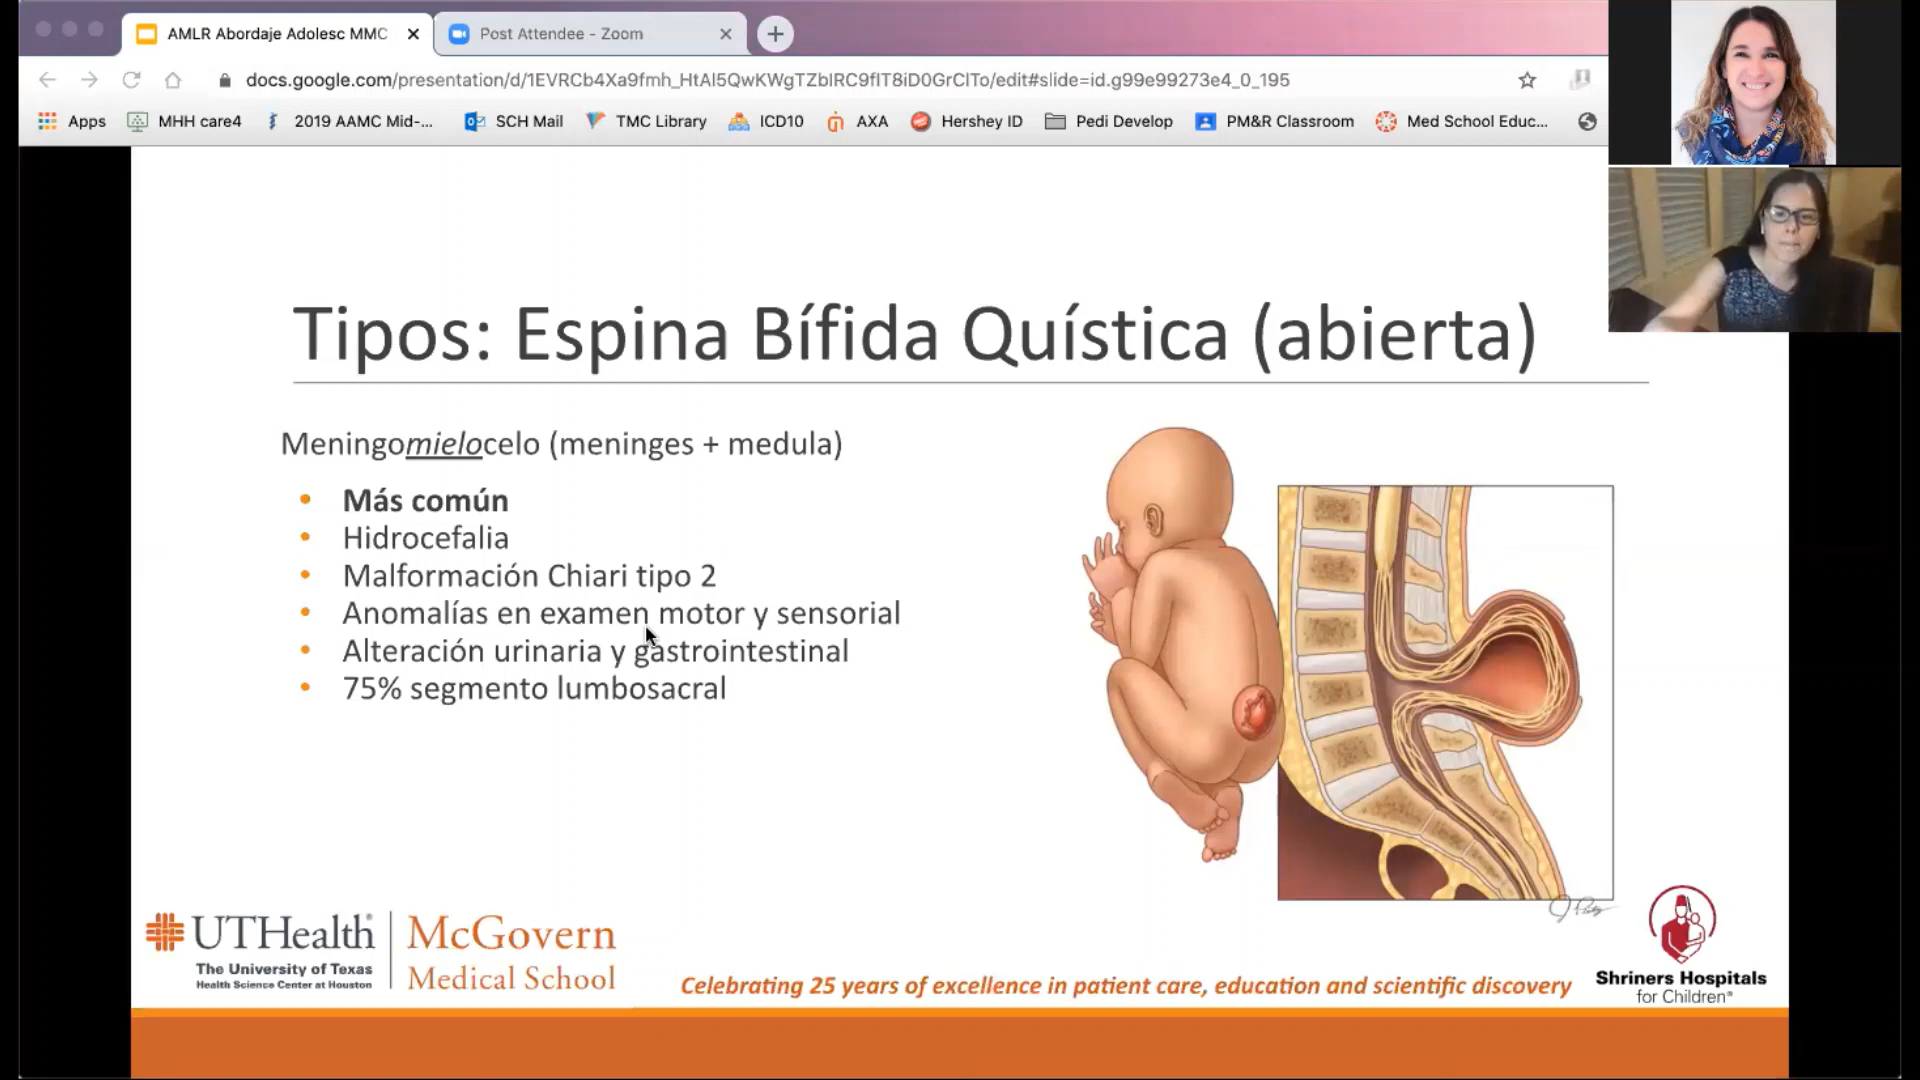 AMLR Abordaje Adolesc MMC
Post Attendee - Zoom
docs.google.com/presentation/d/1EVRCb4Xa9fmh_HtAl5QwKWgTZblRC9flT8iD0GrClTo/edit#slide=id.g99e99273e4_0_195
Apps MHH care4 2019 AAMC Mid-... SCH Mail TMC Library ICD10 AXA Hershey ID Pedi Develop PM&R Classroom Med School Educ...
Tipos: Espina Bífida Quística (abierta)
Meningomielocelo (meninges + medula)
• Más común
• Hidrocefalia
• Malformación Chiari tipo 2
• Anomalías en examen motor y sensorial
• Alteración urinaria y gastrointestinal
• 75% segmento lumbosacral
UTHealth
The University of Texas
Health Science Center at Houston
McGovern
Medical School
Celebrating 25 years of excellence in patient care, education and scientific discovery
Shriners Hospitals
for Children®